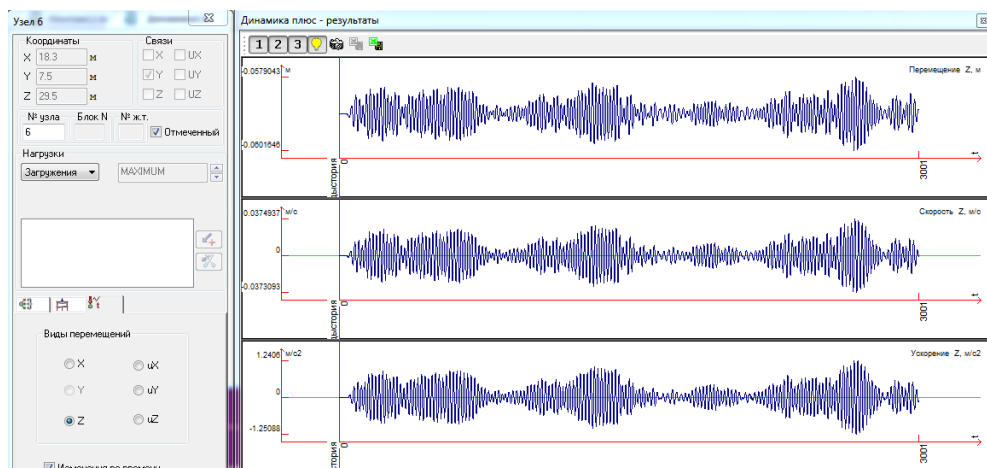 Узел 6
Координаты
Связи
X 18.3 м
X UX
Y 7.5 м
Y UY
Z 29.5 м
Z UZ
№ узла Блок N № ж.т.
6
Отмеченный
Нагрузки
Загружения
MAXIMUM
Виды перемещений
X
uX
Y
uY
Z
uZ
Динамика плюс - результаты
1 2 3
-0.0579043 м
Перемещение Z, м
-0.0601646
0
3001
t
0.0374937 м/с
Скорость Z, м/с
0
-0.0373093
0
3001
t
1.2406 м/с2
Ускорение Z, м/с2
0
-1.25088
0
3001
t